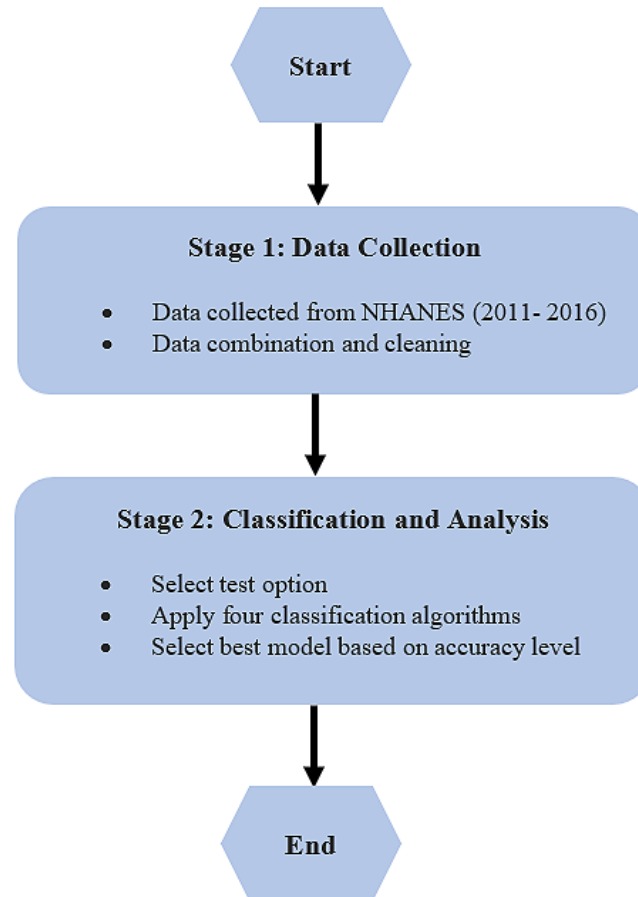 Start
Stage 1: Data Collection
• Data collected from NHANES (2011- 2016)
• Data combination and cleaning
Stage 2: Classification and Analysis
• Select test option
• Apply four classification algorithms
• Select best model based on accuracy level
End